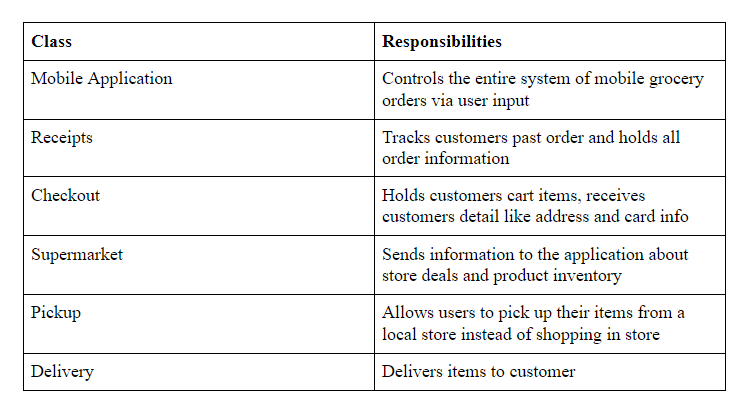 Class
Responsibilities
Mobile Application
Controls the entire system of mobile grocery
orders via user input
Receipts
Tracks customers past order and holds all
order information
Checkout
Holds customers cart items, receives
customers detail like address and card info
Supermarket
Sends information to the application about
store deals and product inventory
Pickup
Allows users to pick up their items from a
local store instead of shopping in store
Delivery
Delivers items to customer